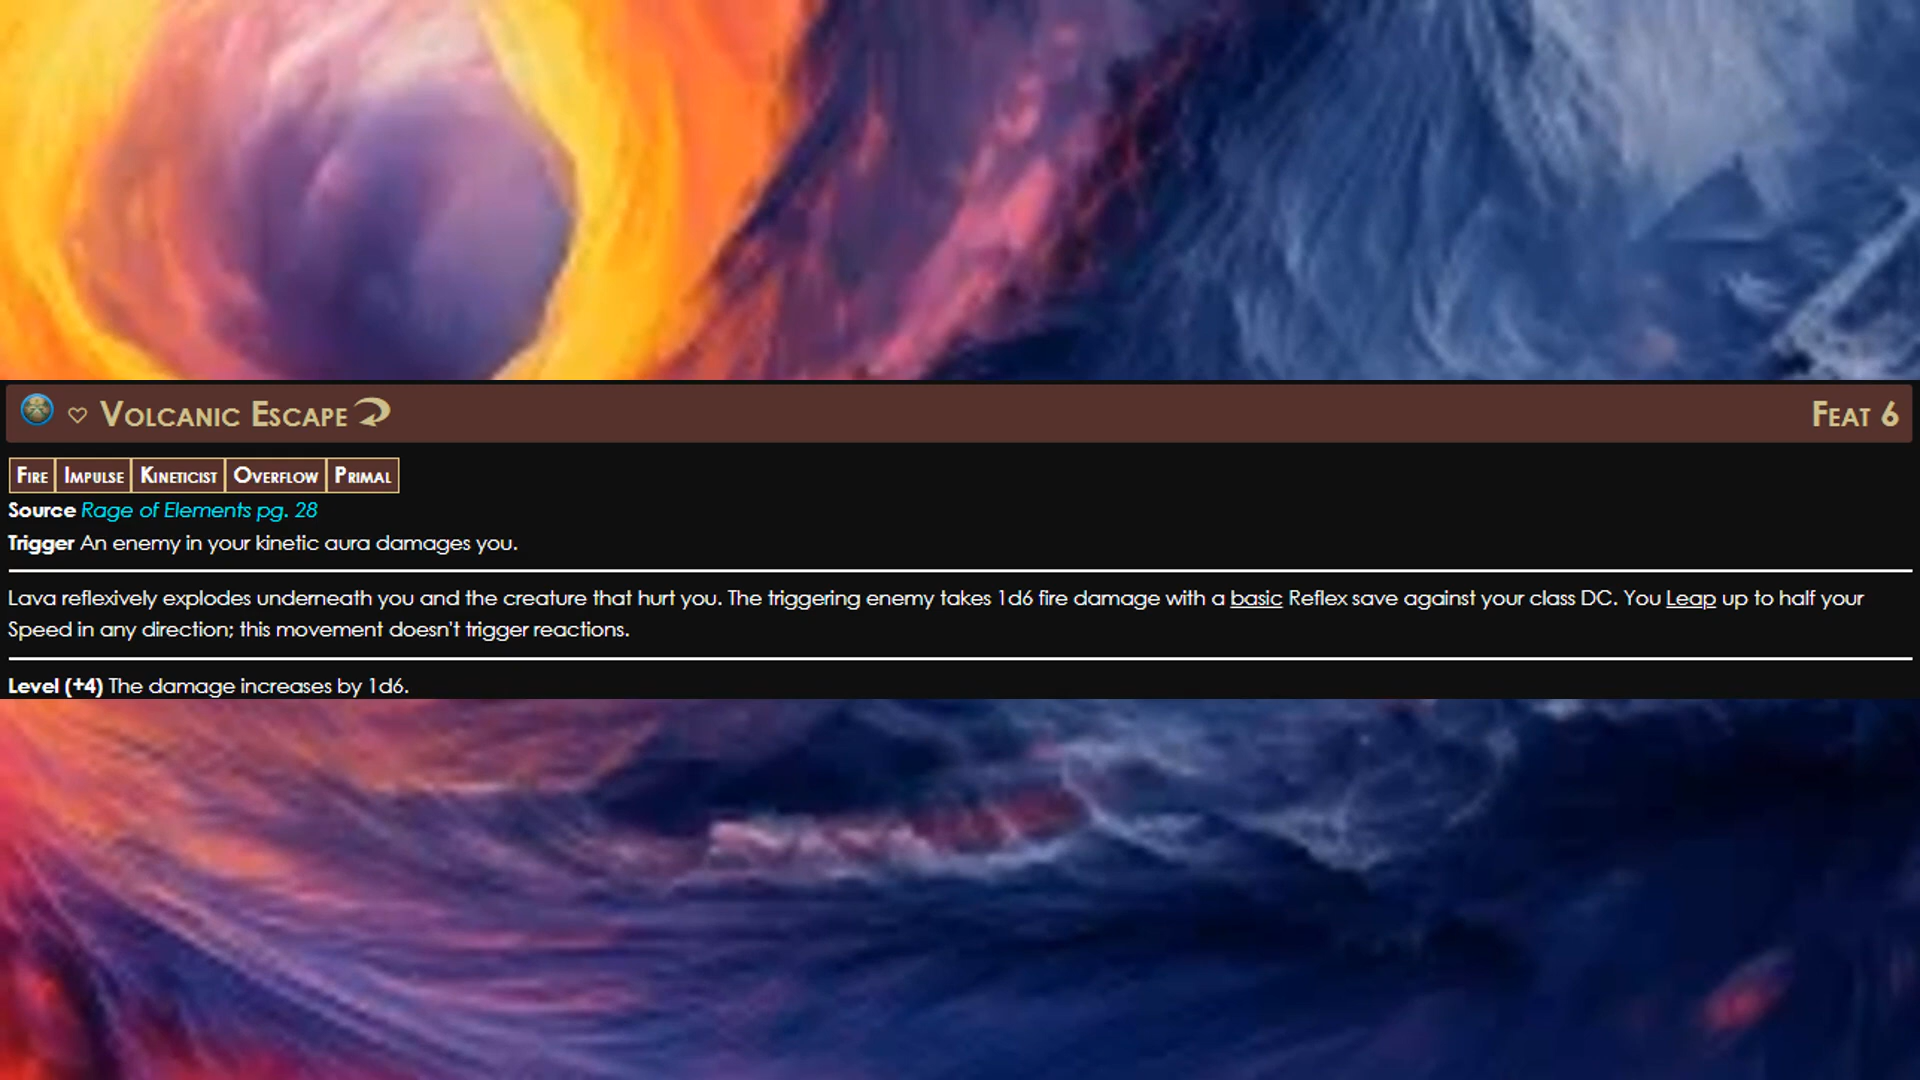 Volcanic Escape Feat 6
Fire Impulse Kineticist Overflow Primal
Source Rage of Elements pg. 28
Trigger An enemy in your kinetic aura damages you.
Lava reflexively explodes underneath you and the creature that hurt you. The triggering enemy takes 1d6 fire damage with a basic Reflex save against your class DC. You Leap up to half your
Speed in any direction; this movement doesn't trigger reactions.
Level (+4) The damage increases by 1d6.